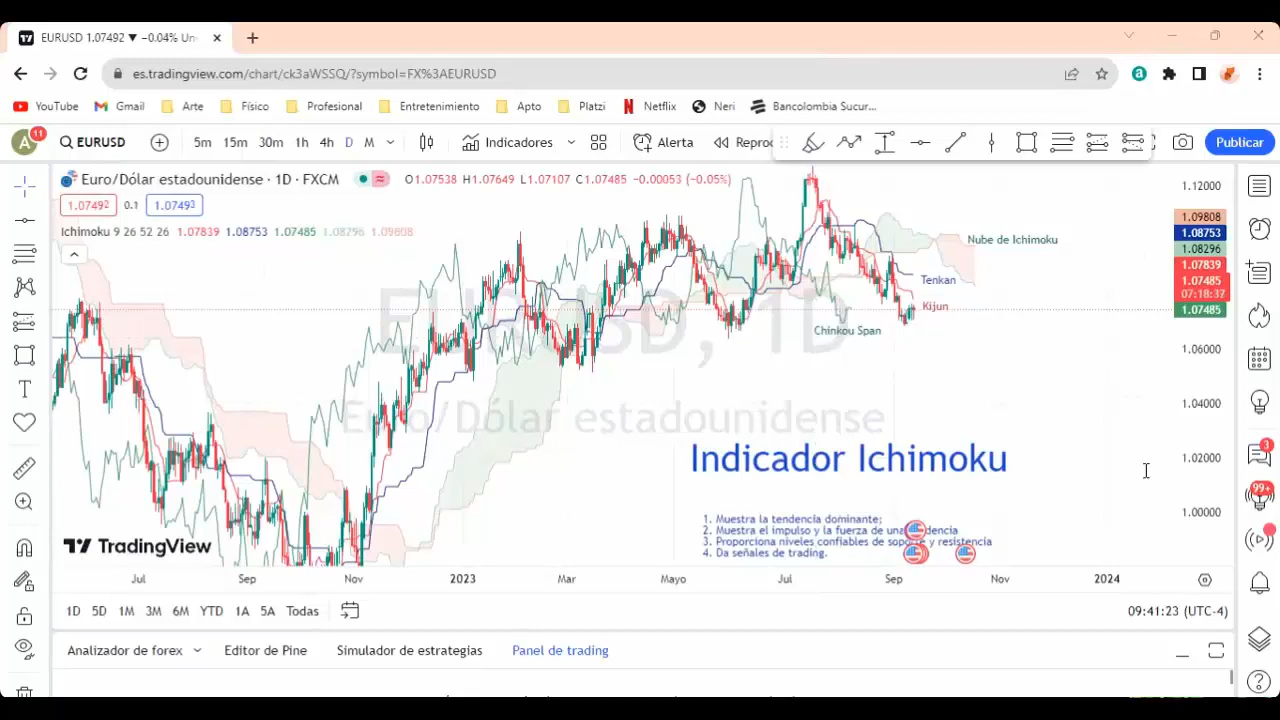 EURUSD 1.07492 ▼ −0.04% Un
es.tradingview.com/chart/ck3aWSSQ/?symbol=FX%3AEURUSD
YouTube Gmail Arte Físico Profesional Entretenimiento Apto Platzi Netflix Neri Bancolombia Sucur...
A 11 EURUSD 5m 15m 30m 1h 4h D M Indicadores Alerta Reproc Publicar
Euro/Dólar estadounidense · 1D · FXCM O1.07538 H1.07649 L1.07107 C1.07485 −0.00053 (−0.05%)
1.07492 0.1 1.07493
Ichimoku 9 26 52 26 1.07839 1.08753 1.07485 1.08296 1.09808
1.12000
1.09808
1.08753
1.08296
1.07839
1.07485
07:18:37
1.07485
1.06000
1.04000
1.02000
1.00000
Nube de Ichimoku
Tenkan
Kijun
Chinkou Span
EURUSD, 1D
Euro/Dólar estadounidense
Indicador Ichimoku
1. Muestra la tendencia dominante;
2. Muestra el impulso y la fuerza de una dencia
3. Proporciona niveles confiables de sopo e y resistencia
4. Da señales de trading.
TradingView
Jul Sep Nov 2023 Mar Mayo Jul Sep Nov 2024
1D 5D 1M 3M 6M YTD 1A 5A Todas 09:41:23 (UTC-4)
Analizador de forex Editor de Pine Simulador de estrategias Panel de trading
3
99+